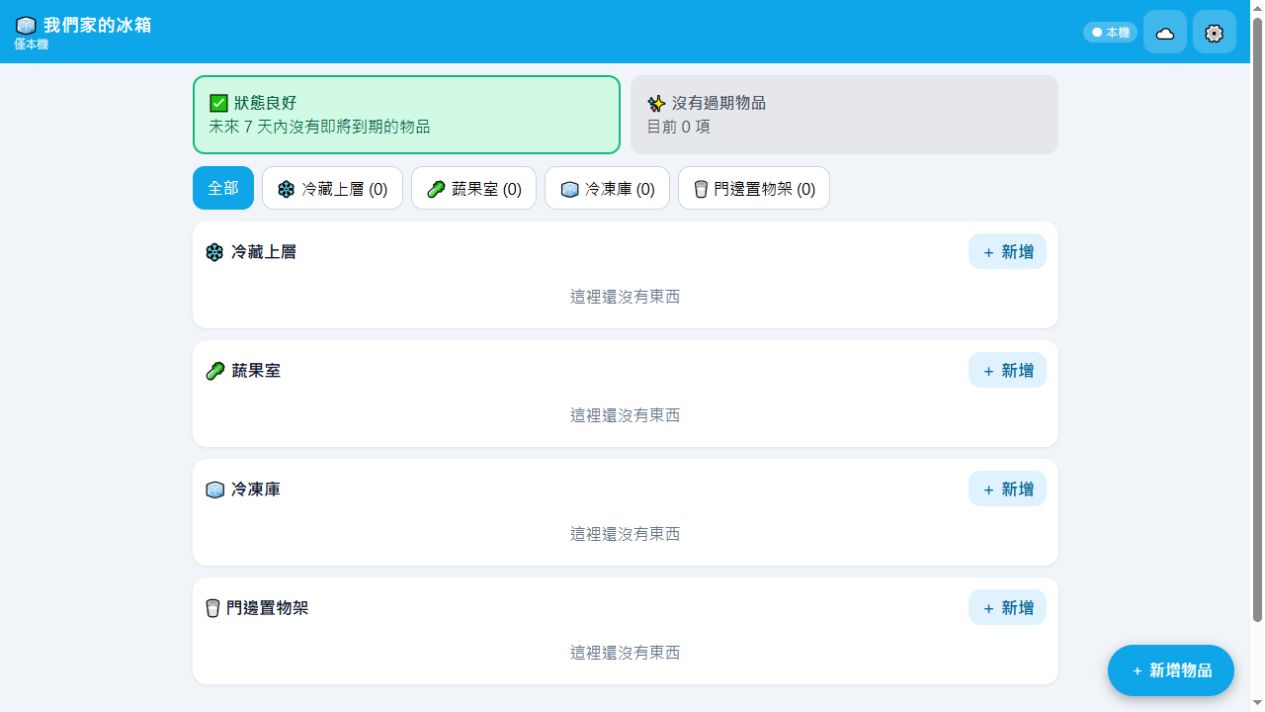 我們家的冰箱
僅本機
本機
狀態良好
未來 7 天內沒有即將到期的物品
沒有過期物品
目前 0 項
全部
冷藏上層 (0)
蔬果室 (0)
冷凍庫 (0)
門邊置物架 (0)
冷藏上層
+ 新增
這裡還沒有東西
蔬果室
+ 新增
這裡還沒有東西
冷凍庫
+ 新增
這裡還沒有東西
門邊置物架
+ 新增
這裡還沒有東西
+ 新增物品